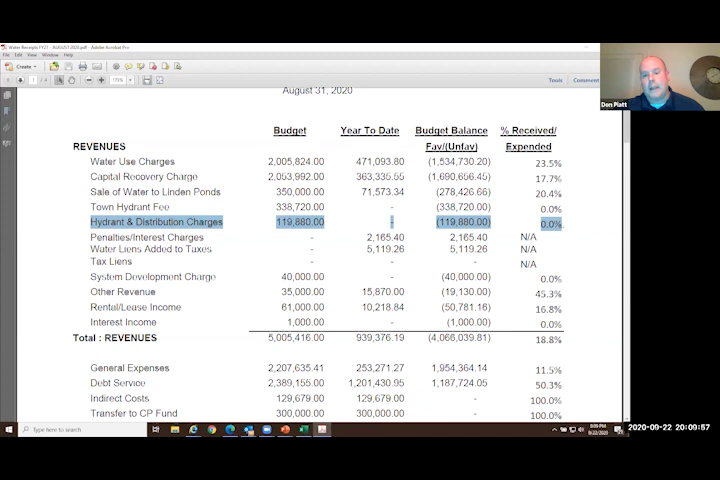 Water Receipts FY21 - AUGUST 2020.pdf - Adobe Acrobat Pro
File Edit View Window Help
Create
Tools Comment
August 31, 2020
Budget Year To Date Budget Balance % Received/
REVENUES Fav/(Unfav) Expended
Water Use Charges 2,005,824.00 471,093.80 (1,534,730.20) 23.5%
Capital Recovery Charge 2,053,992.00 363,335.55 (1,690,656.45) 17.7%
Sale of Water to Linden Ponds 350,000.00 71,573.34 (278,426.66) 20.4%
Town Hydrant Fee 338,720.00 - (338,720.00) 0.0%
Hydrant & Distribution Charges 119,880.00 - (119,880.00) 0.0%
Penalties/Interest Charges - 2,165.40 2,165.40 N/A
Water Liens Added to Taxes - 5,119.26 5,119.26 N/A
Tax Liens - - - N/A
System Development Charge 40,000.00 - (40,000.00) 0.0%
Other Revenue 35,000.00 15,870.00 (19,130.00) 45.3%
Rental/Lease Income 61,000.00 10,218.84 (50,781.16) 16.8%
Interest Income 1,000.00 - (1,000.00) 0.0%
Total : REVENUES 5,005,416.00 939,376.19 (4,066,039.81) 18.8%
General Expenses 2,207,635.41 253,271.27 1,954,364.14 11.5%
Debt Service 2,389,155.00 1,201,430.95 1,187,724.05 50.3%
Indirect Costs 129,679.00 129,679.00 - 100.0%
Transfer to CP Fund 300,000.00 300,000.00 - 100.0%
Don Piatt
Type here to search
8:09 PM
9/22/2020
2020-09-22 20:09:57